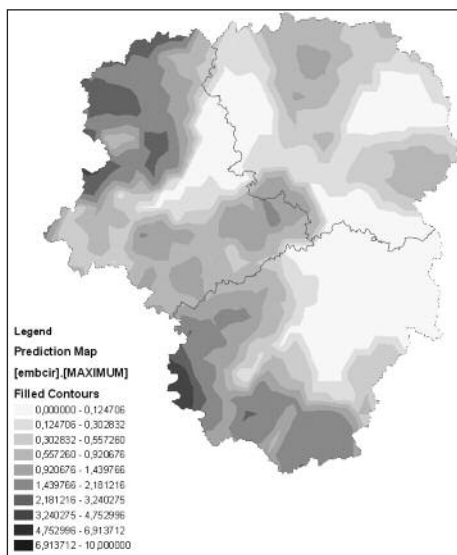 Legend
Prediction Map
[embcir].[MAXIMUM]
Filled Contours
0,000000 - 0,124706
0,124706 - 0,302832
0,302832 - 0,557260
0,557260 - 0,920676
0,920676 - 1,439766
1,439766 - 2,181216
2,181216 - 3,240275
3,240275 - 4,752996
4,752996 - 6,913712
6,913712 - 10,000000